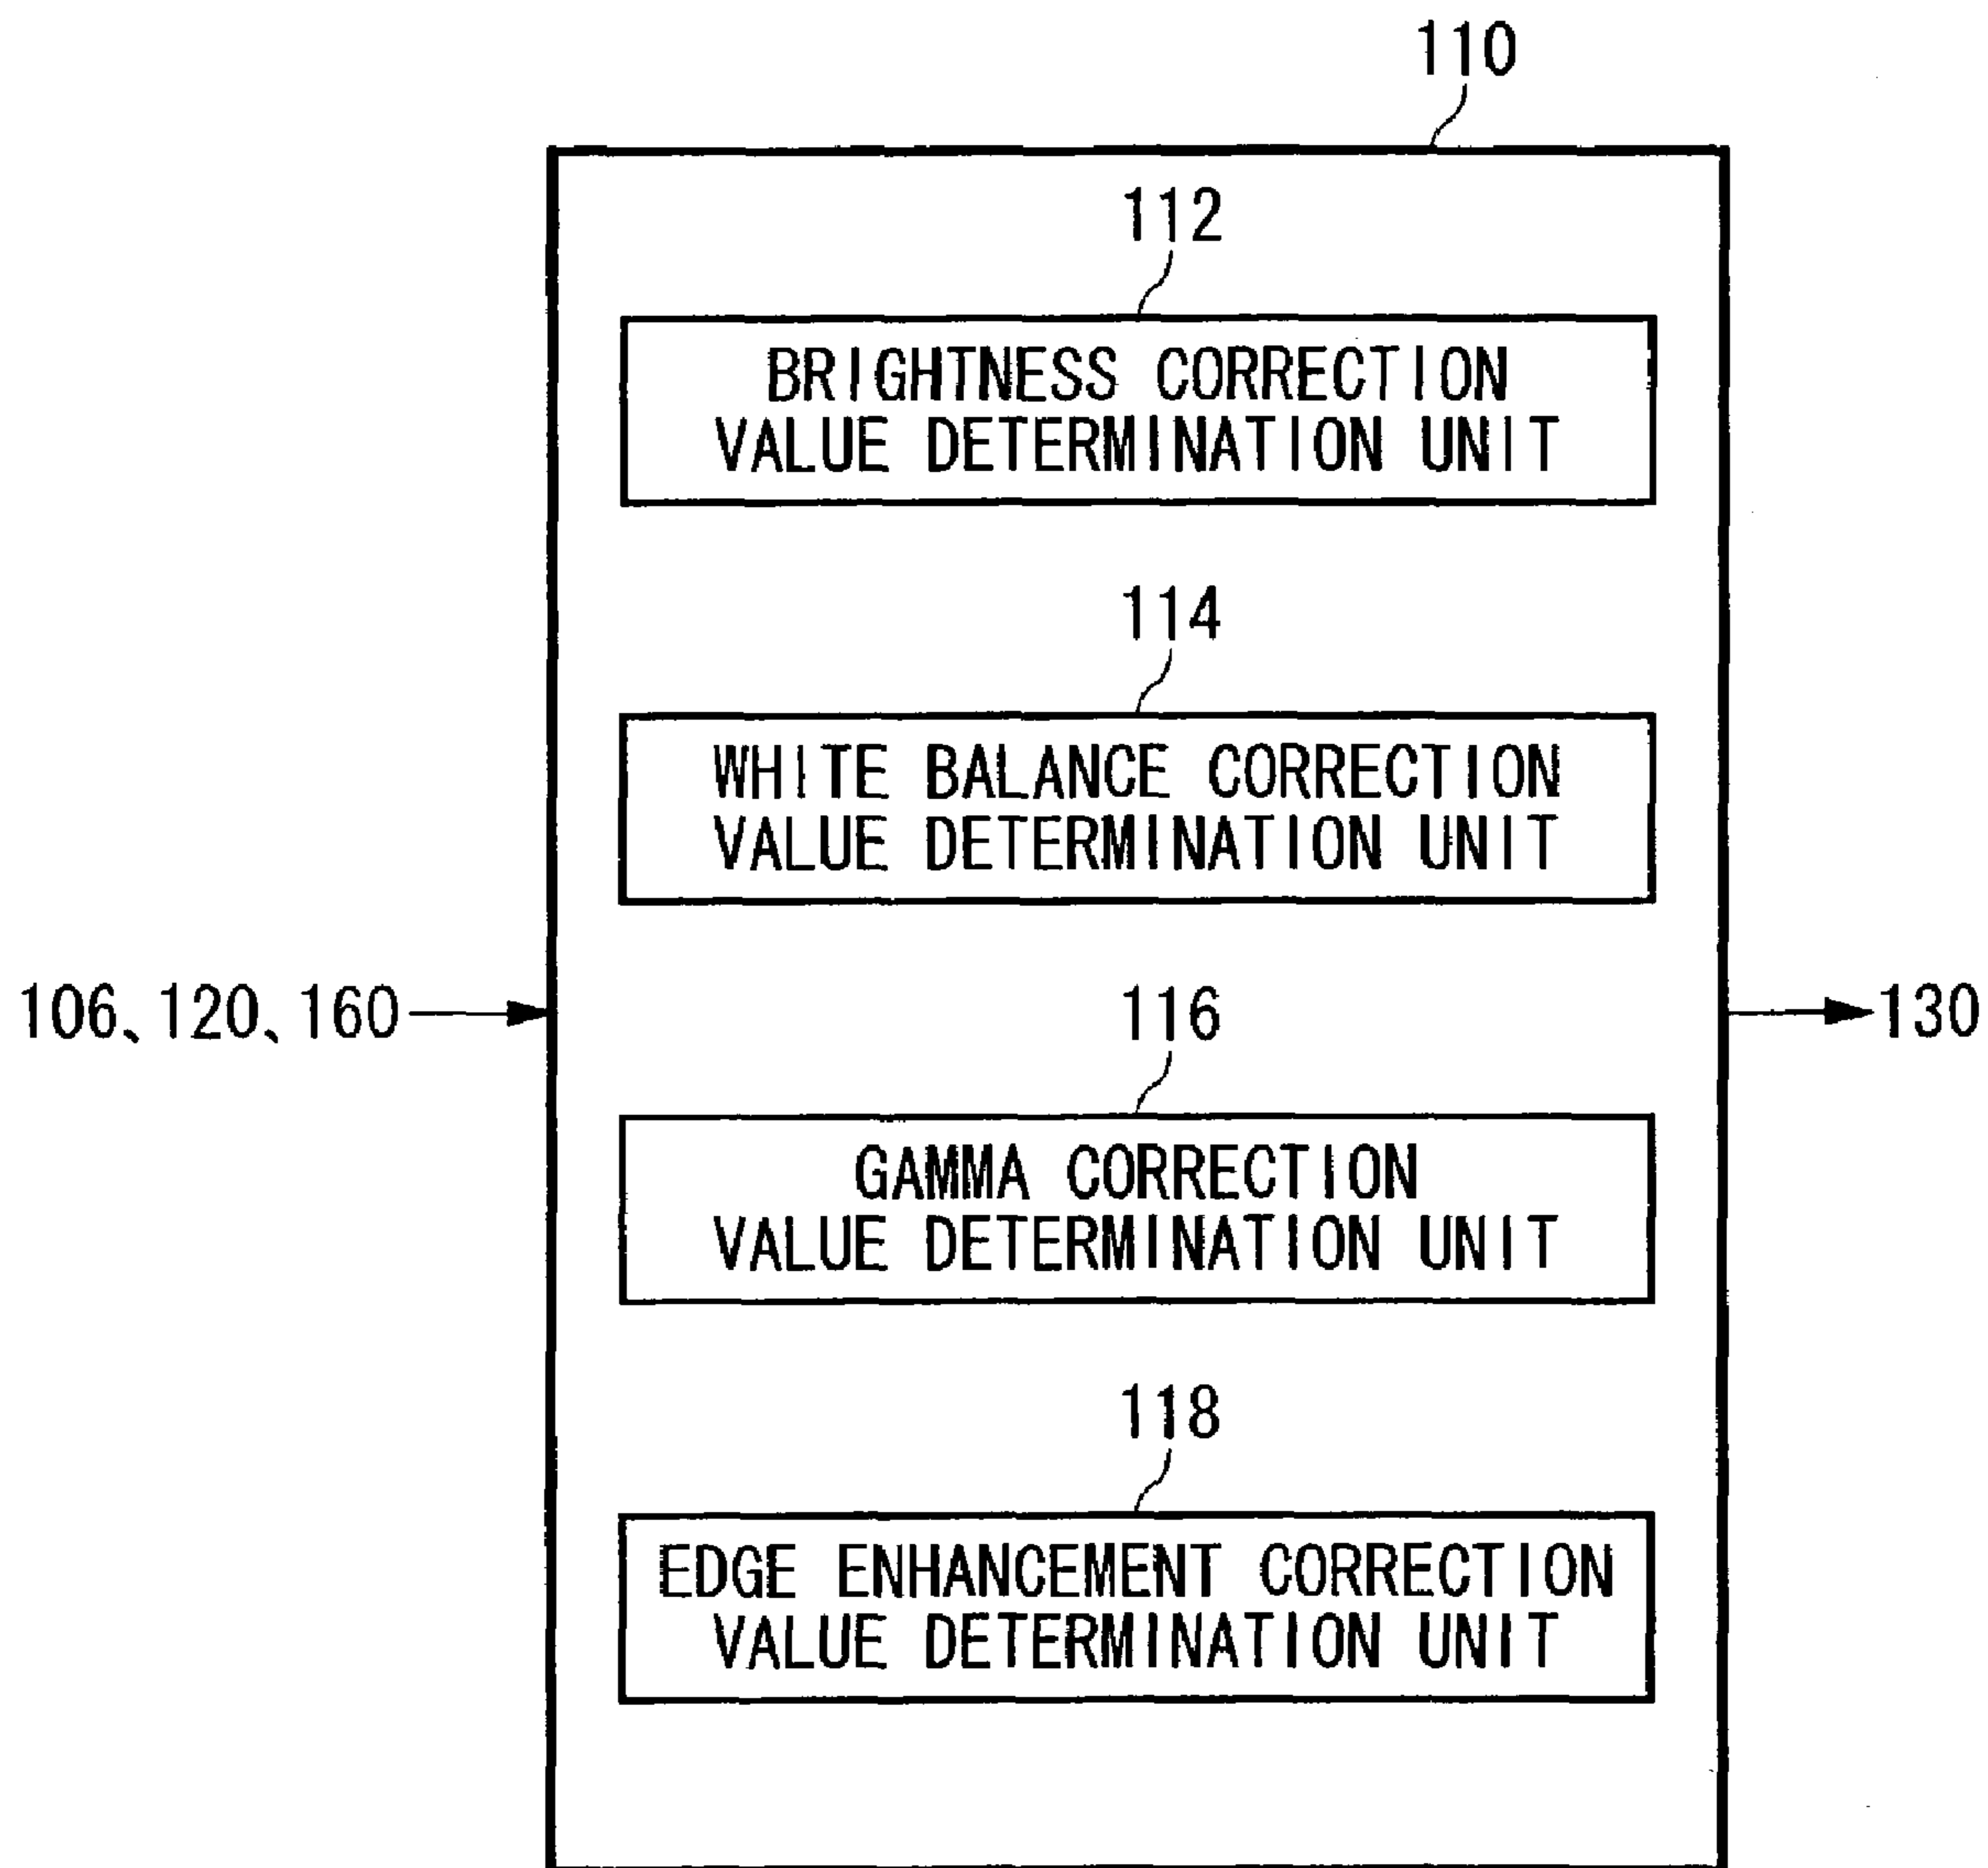 110
112
BRIGHTNESS CORRECTION
VALUE DETERMINATION UNIT
114
WHITE BALANCE CORRECTION
VALUE DETERMINATION UNIT
106、120、160
130
116
GAMMA CORRECTION
VALUE DETERMINATION UNIT
118
EDGE ENHANCEMENT CORRECTION
VALUE DETERMINATION UNIT